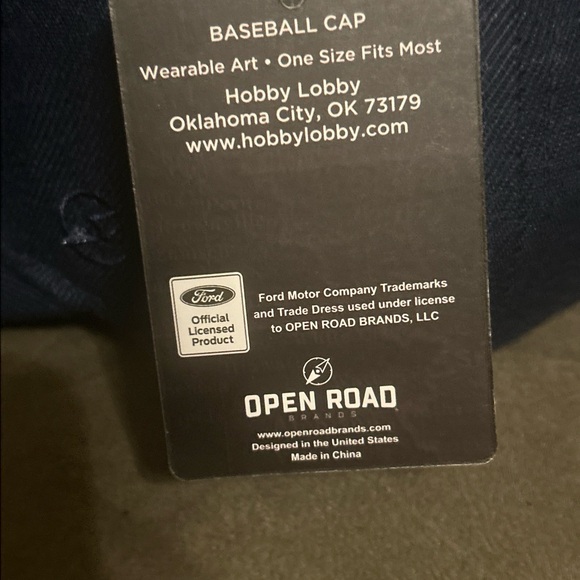 BASEBALL CAP
Wearable Art • One Size Fits Most
Hobby Lobby
Oklahoma City, OK 73179
www.hobbylobby.com
Ford
Official
Licensed
Product
Ford Motor Company Trademarks
and Trade Dress used under license
to OPEN ROAD BRANDS, LLC
OPEN ROAD
BRANDS
www.openroadbrands.com
Designed in the United States
Made in China